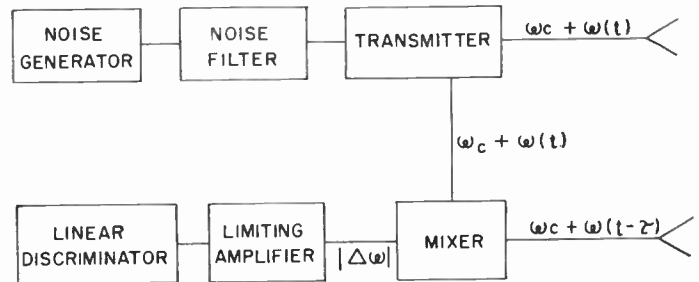 NOISE
GENERATOR
NOISE
FILTER
TRANSMITTER
ωc + ω(t)
ωc + ω(t)
LINEAR
DISCRIMINATOR
LIMITING
AMPLIFIER
|Δω|
MIXER
ωc + ω(t-τ)